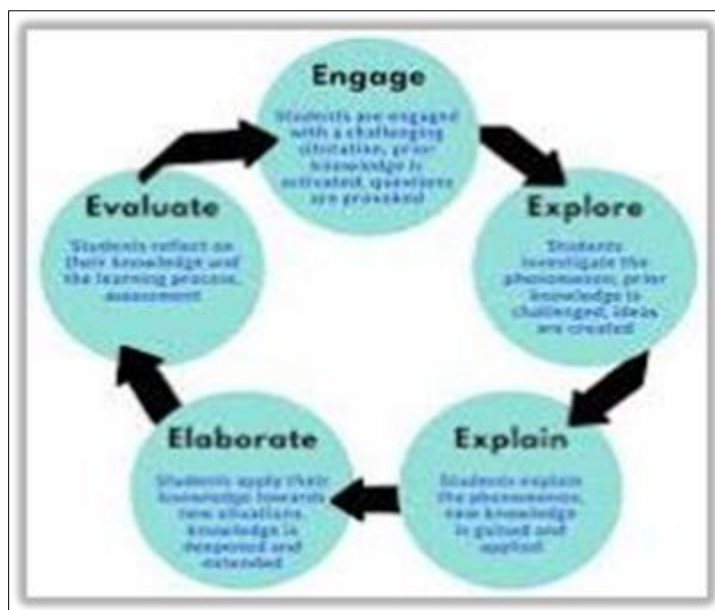 Engage
Students are engaged
with a challenging
situation, prior
knowledge is
activated, questions
are provoked
Explore
Students
investigate the
phenomenon, prior
knowledge is
challenged, ideas
are created
Explain
Students explain
the phenomenon,
new knowledge
is gained and
applied
Elaborate
Students apply their
knowledge towards
new situations,
knowledge is
deepened and
extended
Evaluate
Students reflect on
their knowledge and
the learning process,
assessment